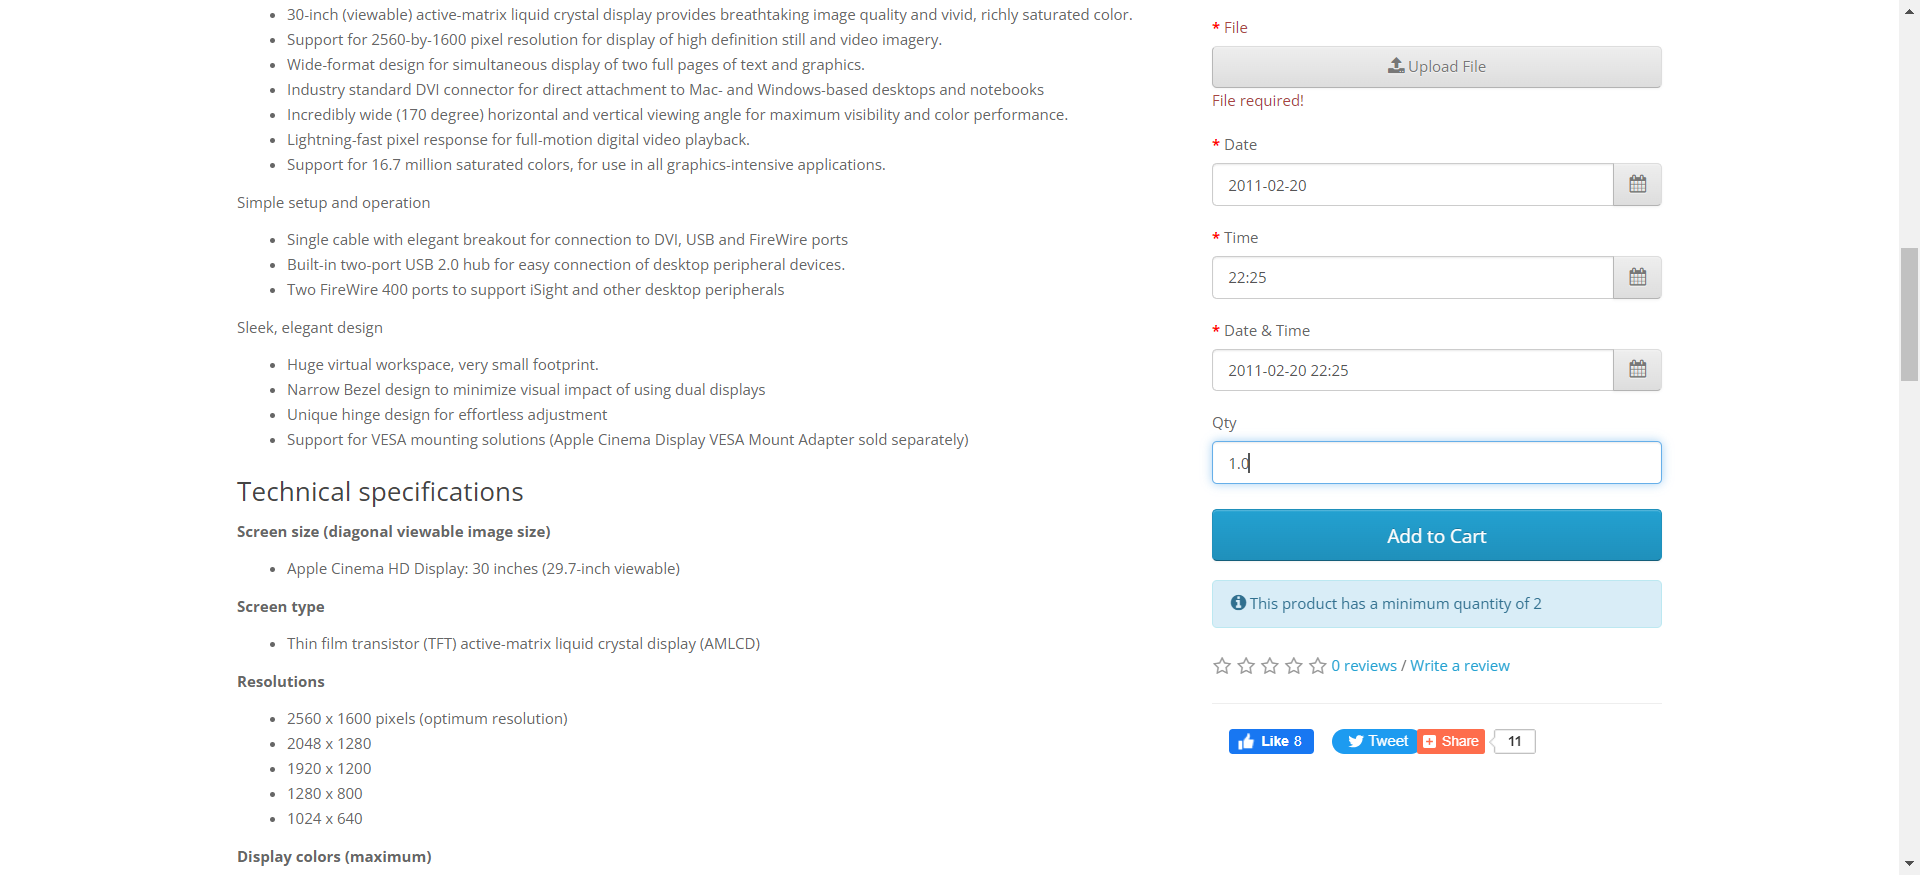 30-inch (viewable) active-matrix liquid crystal display provides breathtaking image quality and vivid, richly saturated color.
Support for 2560-by-1600 pixel resolution for display of high definition still and video imagery.
Wide-format design for simultaneous display of two full pages of text and graphics.
Industry standard DVI connector for direct attachment to Mac- and Windows-based desktops and notebooks
Incredibly wide (170 degree) horizontal and vertical viewing angle for maximum visibility and color performance.
Lightning-fast pixel response for full-motion digital video playback.
Support for 16.7 million saturated colors, for use in all graphics-intensive applications.
Simple setup and operation
Single cable with elegant breakout for connection to DVI, USB and FireWire ports
Built-in two-port USB 2.0 hub for easy connection of desktop peripheral devices.
Two FireWire 400 ports to support iSight and other desktop peripherals
Sleek, elegant design
Huge virtual workspace, very small footprint.
Narrow Bezel design to minimize visual impact of using dual displays
Unique hinge design for effortless adjustment
Support for VESA mounting solutions (Apple Cinema Display VESA Mount Adapter sold separately)
Technical specifications
Screen size (diagonal viewable image size)
Apple Cinema HD Display: 30 inches (29.7-inch viewable)
Screen type
Thin film transistor (TFT) active-matrix liquid crystal display (AMLCD)
Resolutions
2560 x 1600 pixels (optimum resolution)
2048 x 1280
1920 x 1200
1280 x 800
1024 x 640
Display colors (maximum)
* File
Upload File
File required!
* Date
2011-02-20
* Time
22:25
* Date & Time
2011-02-20 22:25
Qty
1.0
Add to Cart
This product has a minimum quantity of 2
0 reviews / Write a review
Like 8
Tweet
Share
11